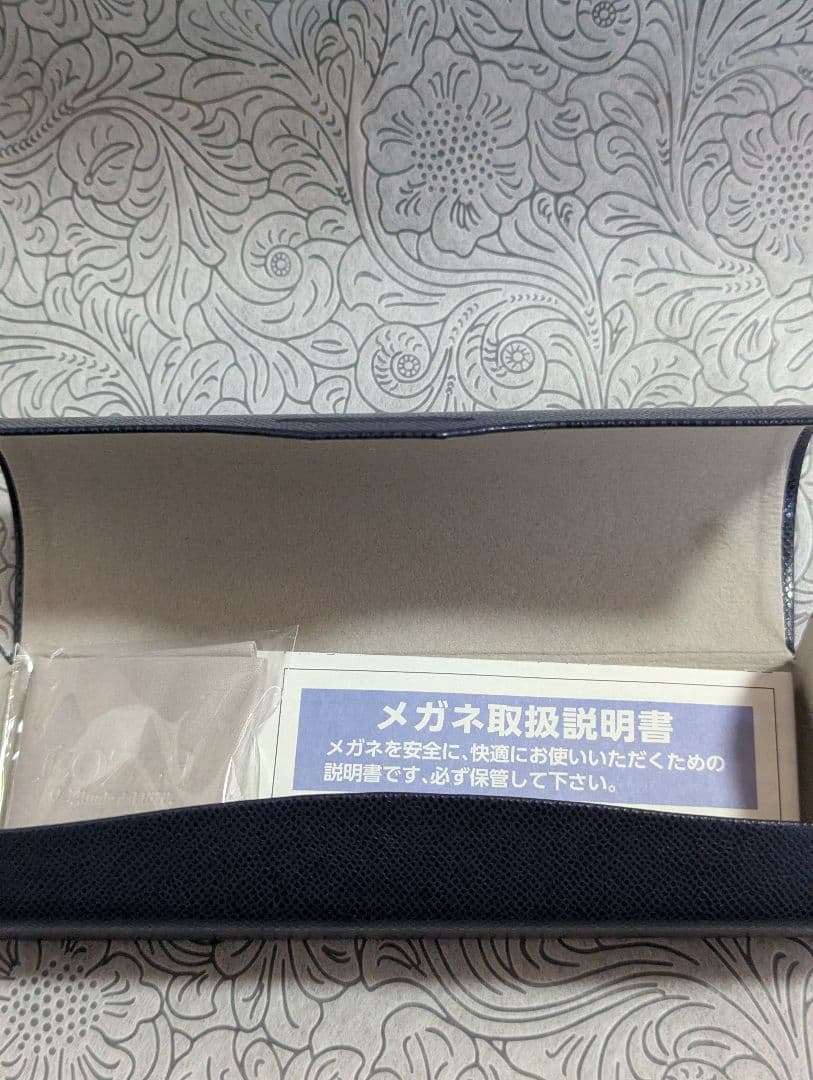 メガネ取扱説明書
メガネを安全に、快適にお使いいただくための
説明書です、必ず保管して下さい。